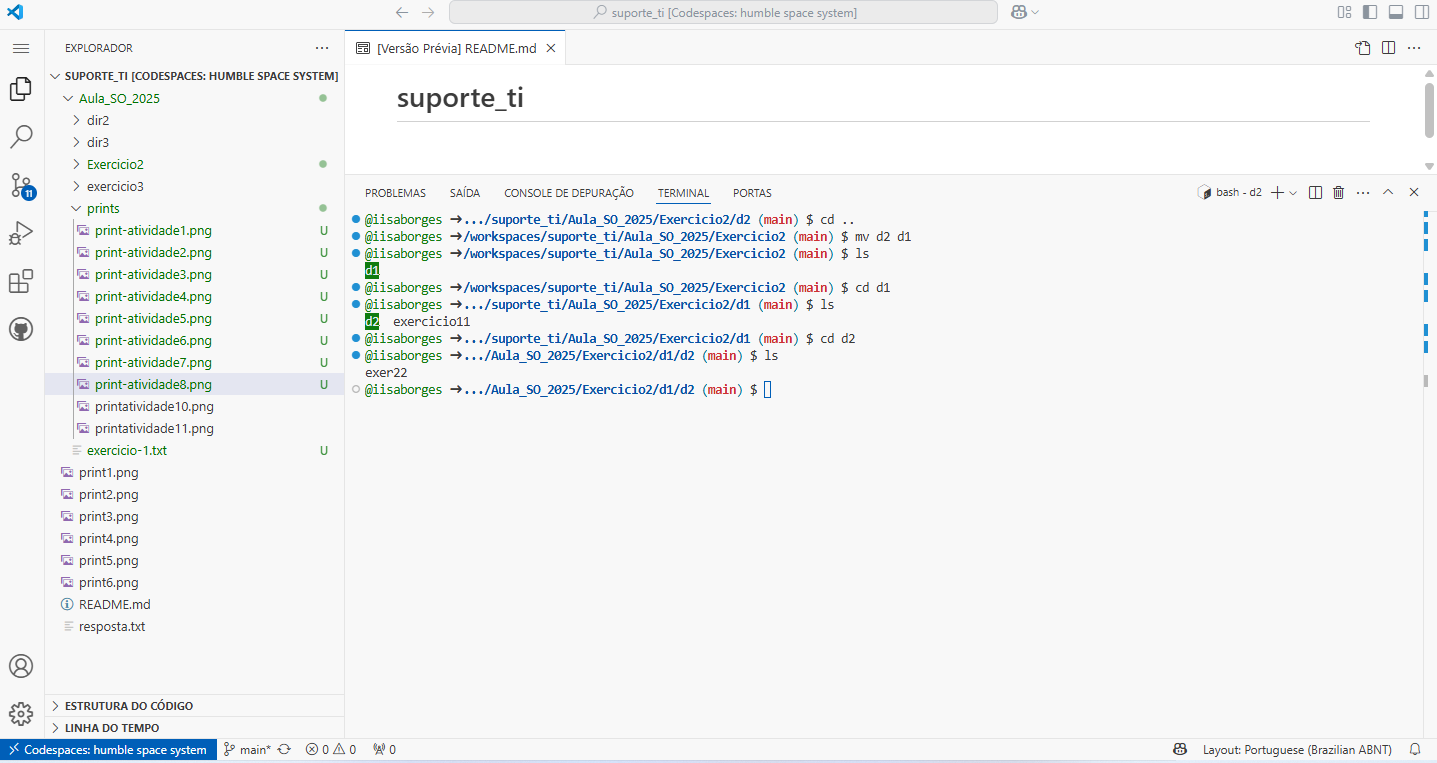 suporte_ti [Codespaces: humble space system]
EXPLORADOR
SUPORTE_TI [CODESPACES: HUMBLE SPACE SYSTEM]
Aula_SO_2025
dir2
dir3
Exercicio2
exercicio3
prints
print-atividade1.png U
print-atividade2.png U
print-atividade3.png U
print-atividade4.png U
print-atividade5.png U
print-atividade6.png U
print-atividade7.png U
print-atividade8.png U
printatividade10.png
printatividade11.png
exercicio-1.txt U
print1.png
print2.png
print3.png
print4.png
print5.png
print6.png
README.md
resposta.txt
ESTRUTURA DO CÓDIGO
LINHA DO TEMPO
11
[Versão Prévia] README.md
suporte_ti
PROBLEMAS SAÍDA CONSOLE DE DEPURAÇÃO TERMINAL PORTAS
bash - d2
@iisaborges →.../suporte_ti/Aula_SO_2025/Exercicio2/d2 (main) $ cd ..
@iisaborges →/workspaces/suporte_ti/Aula_SO_2025/Exercicio2 (main) $ mv d2 d1
@iisaborges →/workspaces/suporte_ti/Aula_SO_2025/Exercicio2 (main) $ ls
d1
@iisaborges →/workspaces/suporte_ti/Aula_SO_2025/Exercicio2 (main) $ cd d1
@iisaborges →.../suporte_ti/Aula_SO_2025/Exercicio2/d1 (main) $ ls
d2 exercicio11
@iisaborges →.../suporte_ti/Aula_SO_2025/Exercicio2/d1 (main) $ cd d2
@iisaborges →.../Aula_SO_2025/Exercicio2/d1/d2 (main) $ ls
exer22
@iisaborges →.../Aula_SO_2025/Exercicio2/d1/d2 (main) $
Codespaces: humble space system main* 0 0 0
Layout: Portuguese (Brazilian ABNT)